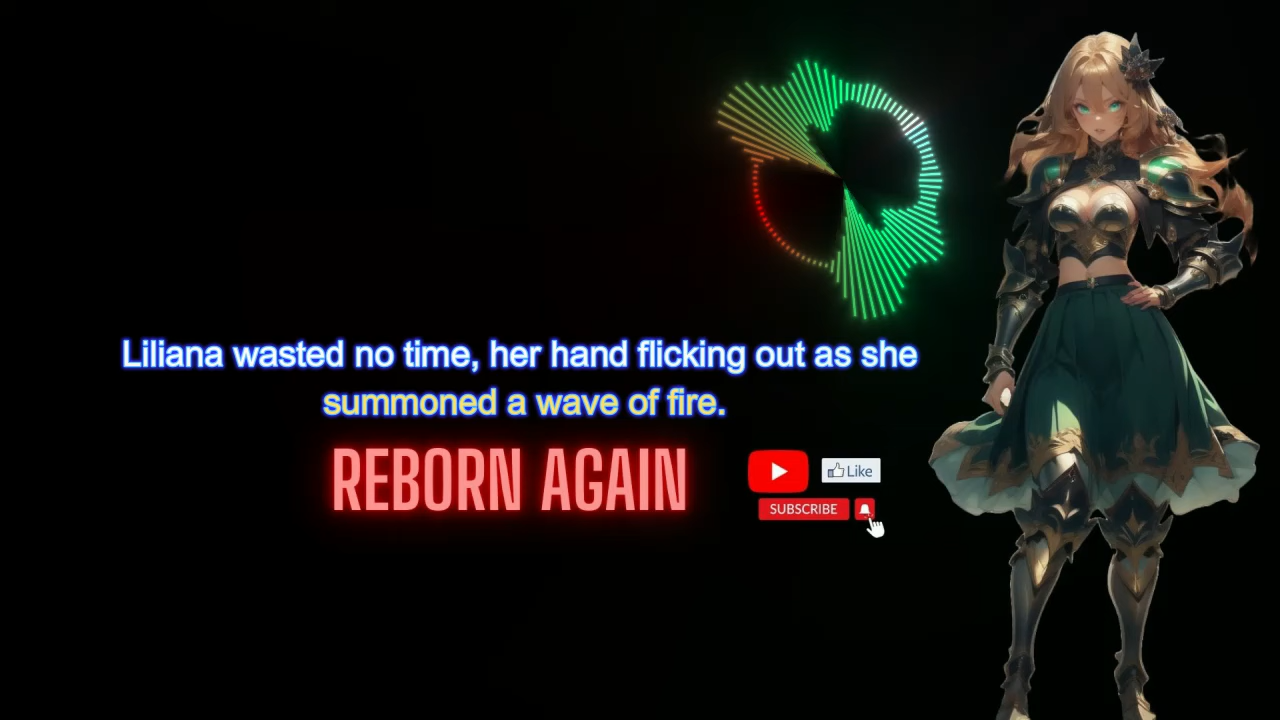 Liliana wasted no time, her hand flicking out as she
summoned a wave of fire.
REBORN AGAIN
Like
SUBSCRIBE